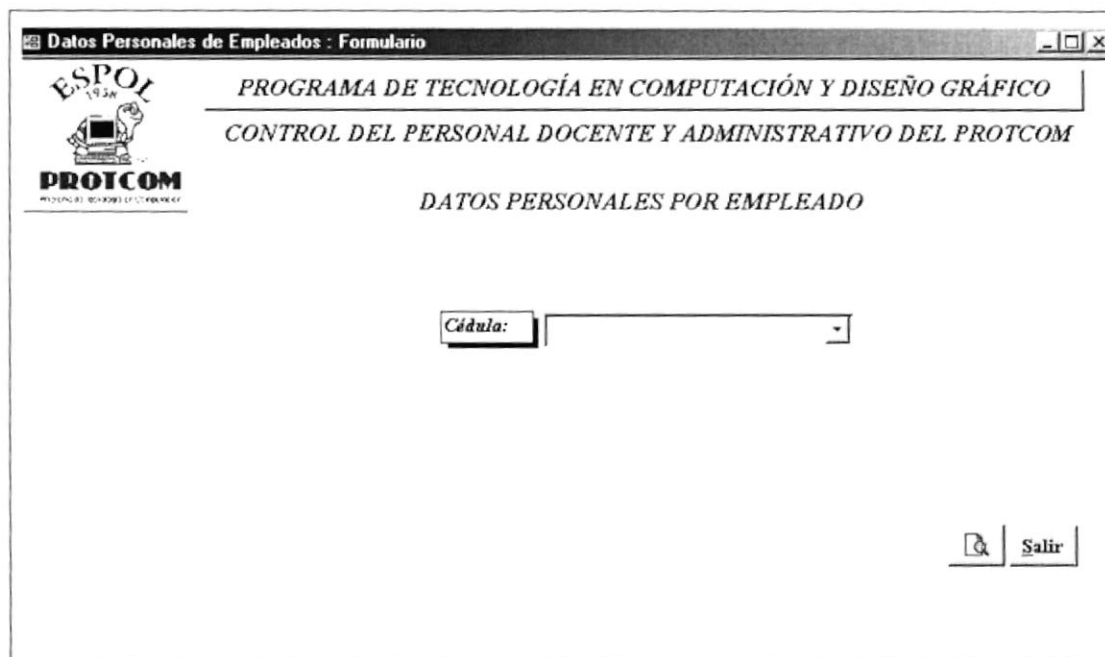 Datos Personales de Empleados : Formulario
ESPOL
1958
PROTCOM
PROGRAMA DE TECNOLOGÍA EN COMPUTACIÓN Y DISEÑO GRÁFICO
CONTROL DEL PERSONAL DOCENTE Y ADMINISTRATIVO DEL PROTCOM
DATOS PERSONALES POR EMPLEADO
Cédula:
Salir